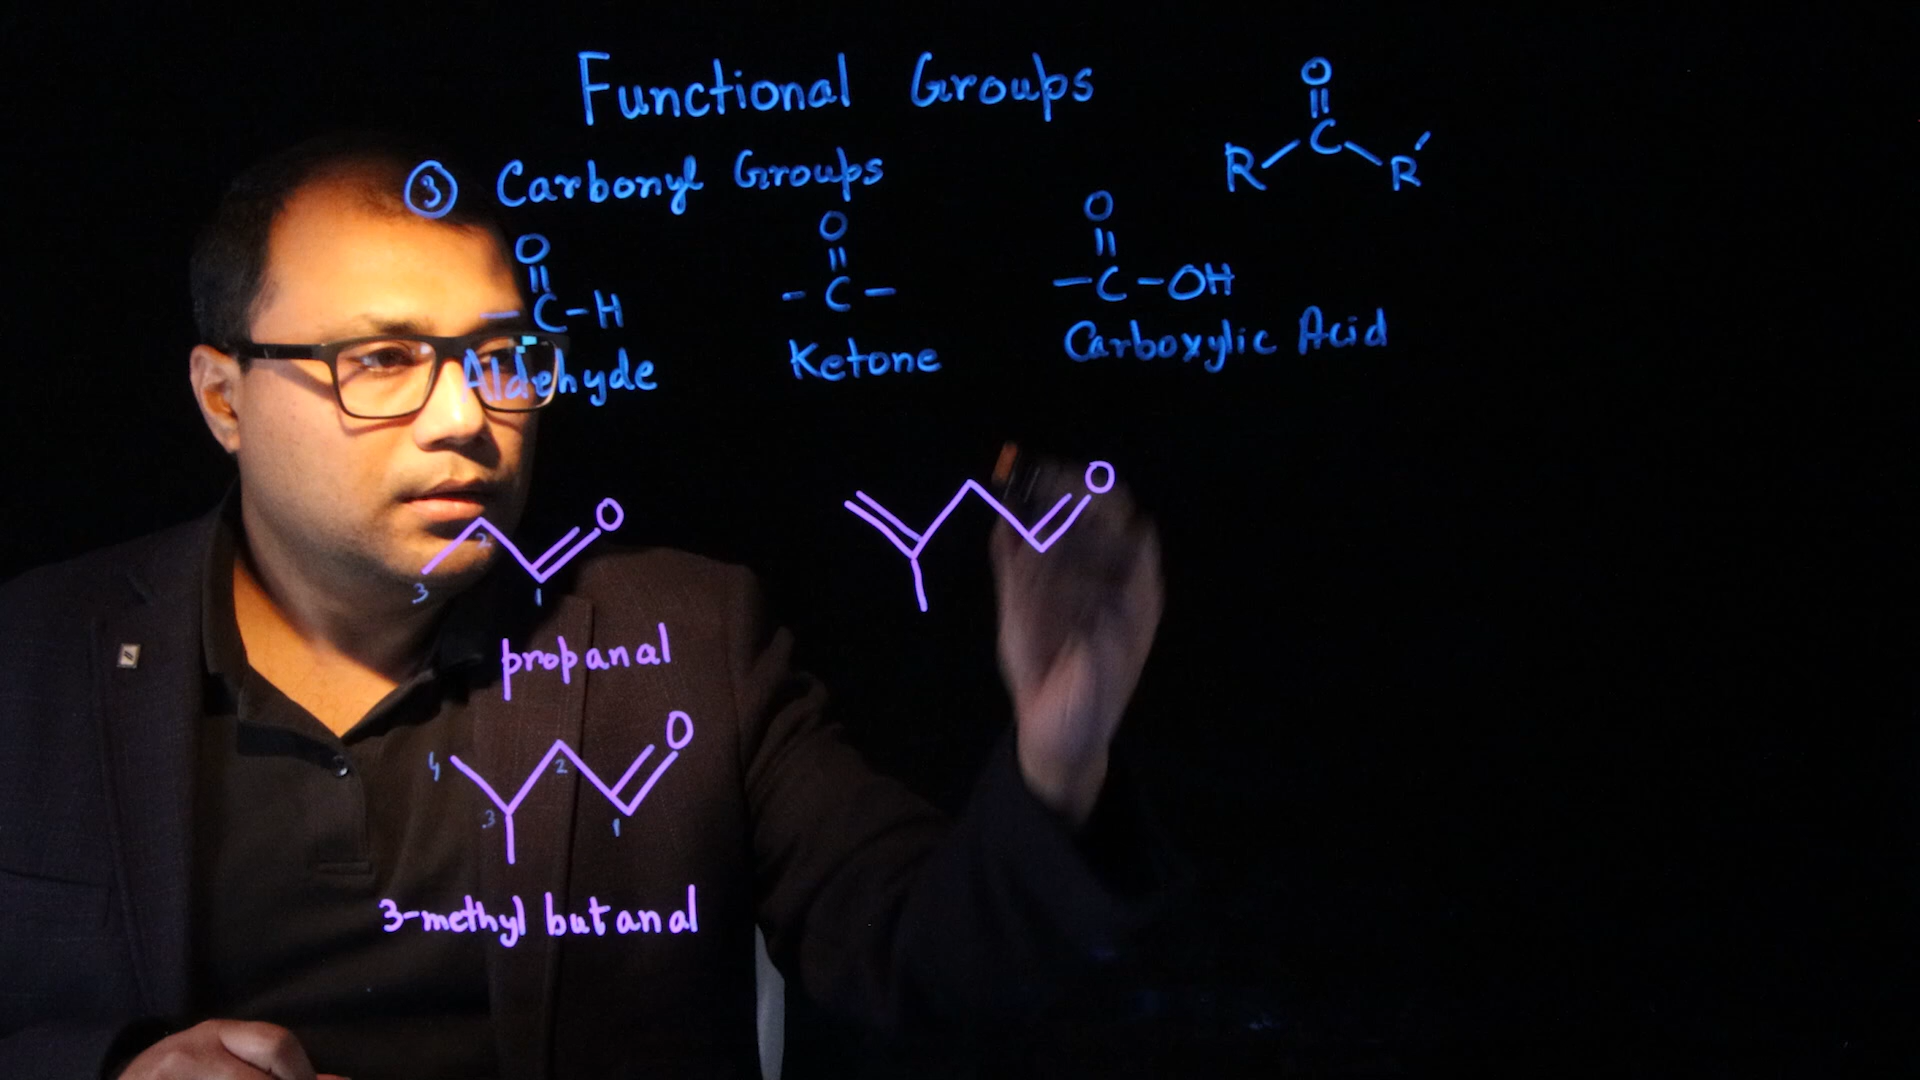 Functional Groups
O
C
R R'
3 Carbonyl Groups
O O O
-C-H -C- -C-OH
Aldehyde Ketone Carboxylic Acid
O O
3 2 1
propanal
O
4 3 2 1
3-methyl butanal